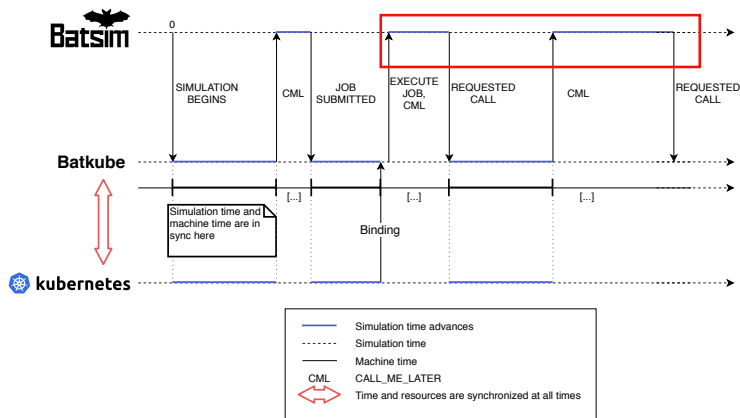 0
Batsim
SIMULATION
BEGINS
CML
JOB
SUBMITTED
EXECUTE
JOB,
CML
REQUESTED
CALL
CML
REQUESTED
CALL
Batkube
[...]
[...]
[...]
Simulation time and
machine time are in
sync here
Binding
kubernetes
Simulation time advances
Simulation time
Machine time
CML CALL_ME_LATER
Time and resources are synchronized at all times